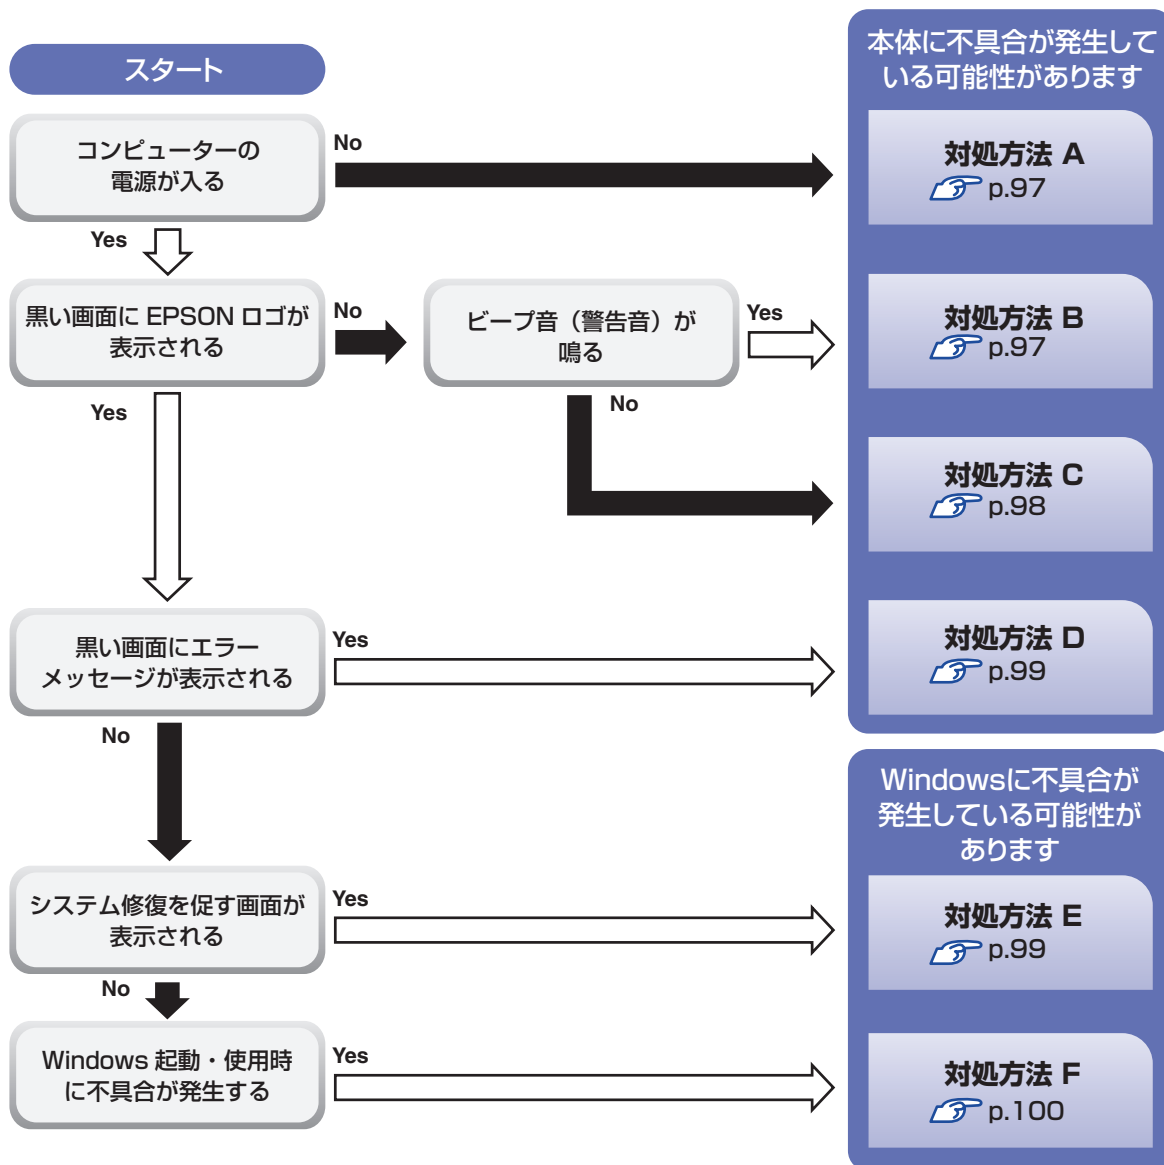 スタート
コンピューターの
電源が入る
No
Yes
黒い画面に EPSON ロゴが
表示される
No
ビープ音（警告音）が
鳴る
Yes
No
Yes
黒い画面にエラー
メッセージが表示される
Yes
No
システム修復を促す画面が
表示される
Yes
No
Windows 起動・使用時
に不具合が発生する
Yes
本体に不具合が発生して
いる可能性があります
対処方法 A
p.97
対処方法 B
p.97
対処方法 C
p.98
対処方法 D
p.99
Windowsに不具合が
発生している可能性が
あります
対処方法 E
p.99
対処方法 F
p.100